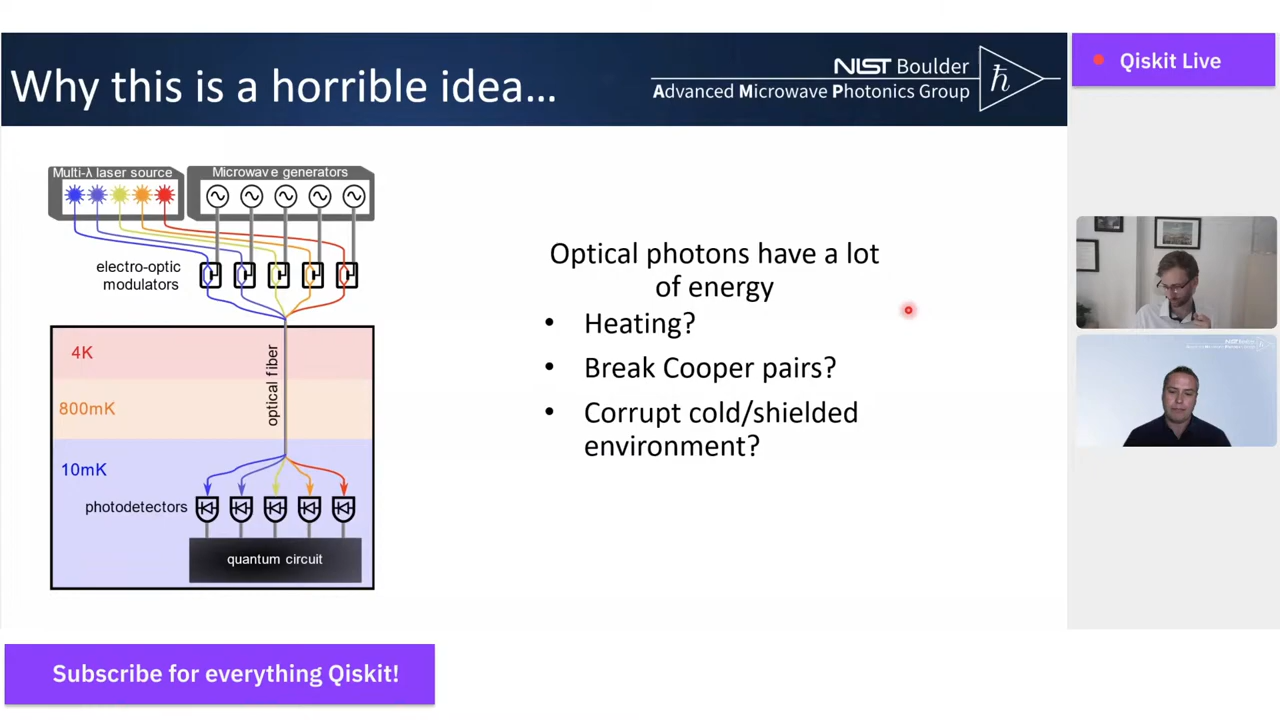 Why this is a horrible idea...
NIST Boulder
Advanced Microwave Photonics Group
ħ
Qiskit Live
Multi-λ laser source
Microwave generators
electro-optic
modulators
4K
800mK
10mK
optical fiber
photodetectors
quantum circuit
Optical photons have a lot
of energy
• Heating?
• Break Cooper pairs?
• Corrupt cold/shielded
environment?
Subscribe for everything Qiskit!